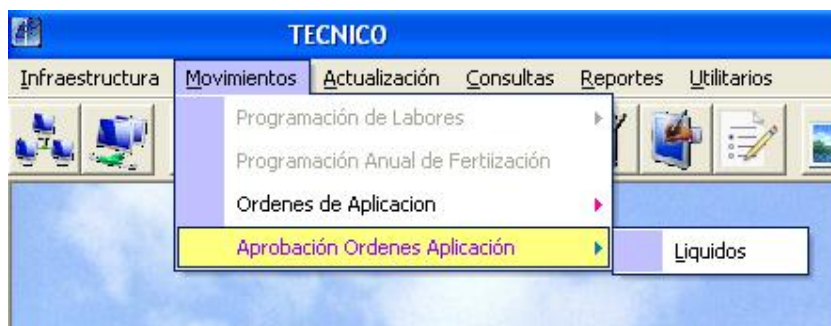 TECNICO
Infraestructura Movimientos Actualización Consultas Reportes Utilitarios
Programación de Labores
Programación Anual de Fertiización
Ordenes de Aplicacion
Aprobación Ordenes Aplicación
Liquidos